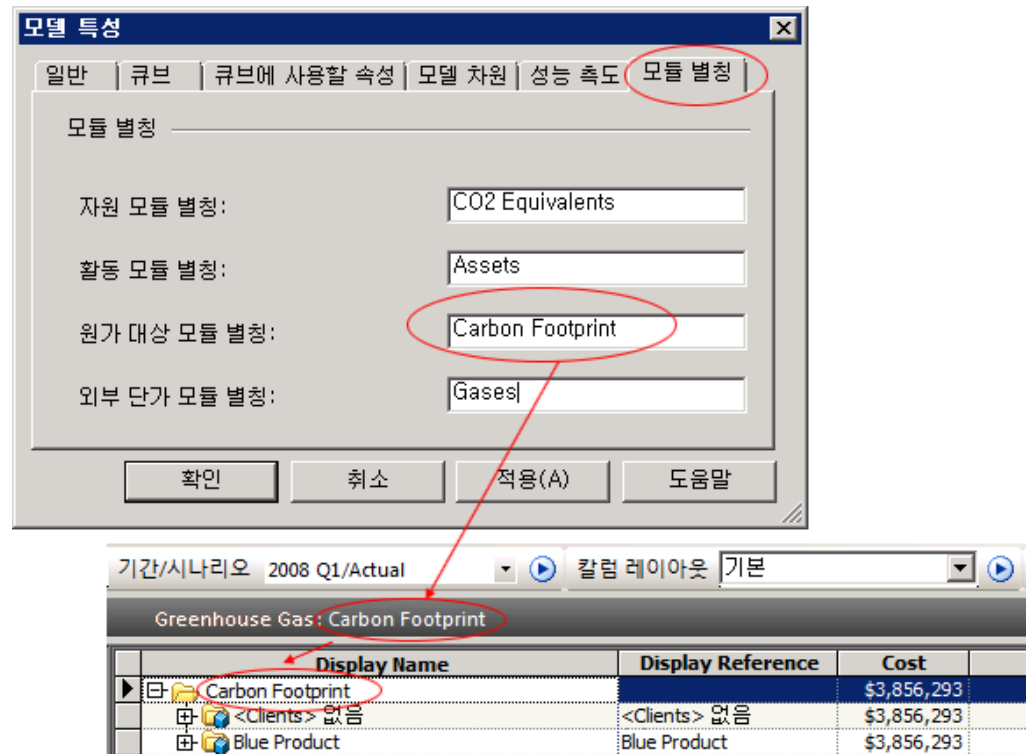 모델 특성
일반 큐브 큐브에 사용할 속성 모델 차원 성능 측도 모듈 별칭
모듈 별칭
자원 모듈 별칭: CO2 Equivalents
활동 모듈 별칭: Assets
원가 대상 모듈 별칭: Carbon Footprint
외부 단가 모듈 별칭: Gases
확인 취소 적용(A) 도움말
기간/시나리오 2008 Q1/Actual 칼럼 레이아웃 기본
Greenhouse Gas: Carbon Footprint
Display Name Display Reference Cost
Carbon Footprint $3,856,293
<Clients> 없음 <Clients> 없음 $3,856,293
Blue Product Blue Product $3,856,293